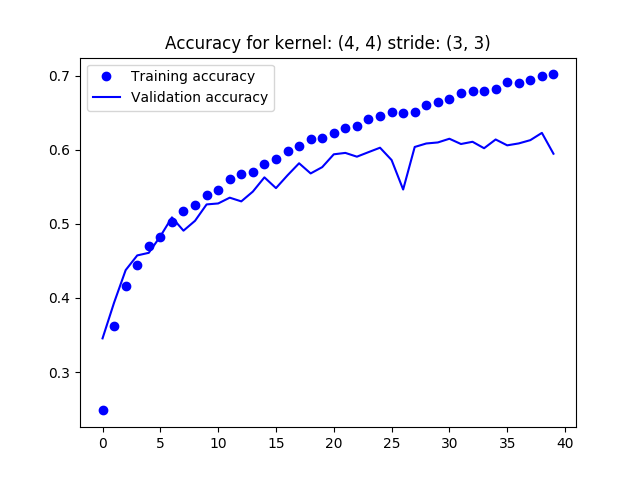 Accuracy for kernel: (4, 4) stride: (3, 3)
Training accuracy
Validation accuracy
0.7
0.6
0.5
0.4
0.3
0 5 10 15 20 25 30 35 40